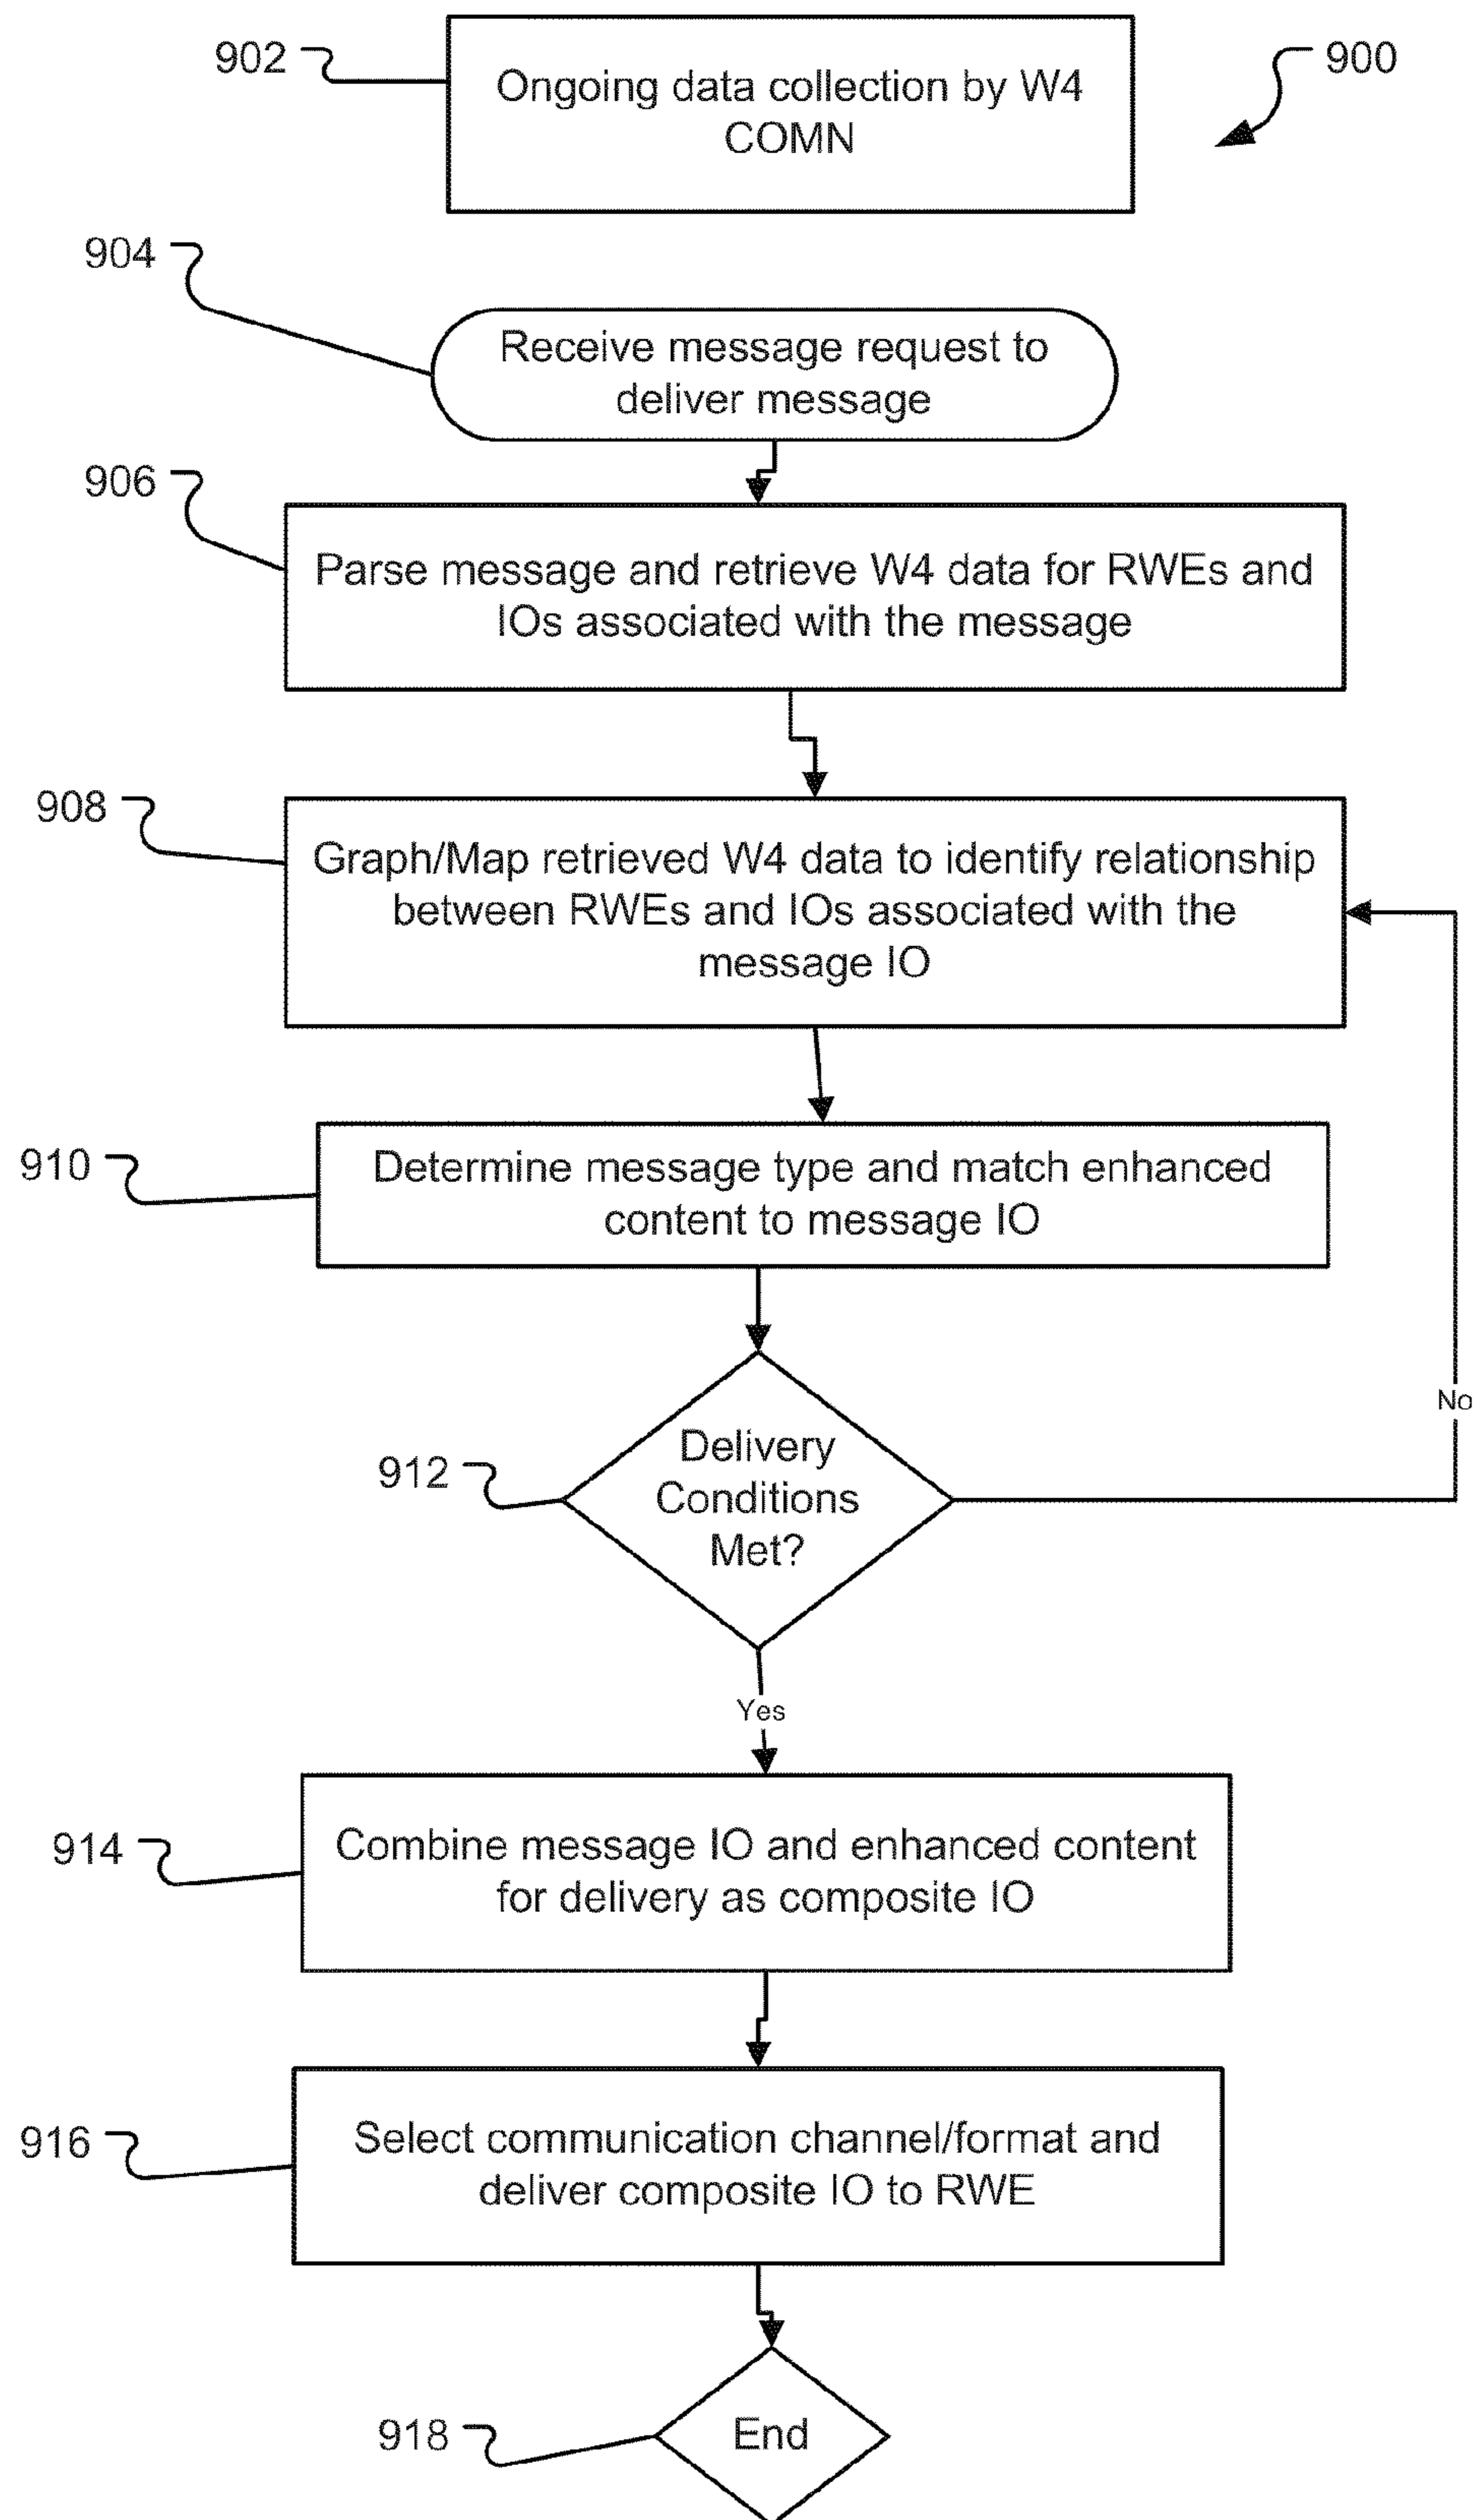 902
Ongoing data collection by W4
COMN
900
904
Receive message request to
deliver message
906
Parse message and retrieve W4 data for RWEs and
IOs associated with the message
908
Graph/Map retrieved W4 data to identify relationship
between RWEs and IOs associated with the
message IO
910
Determine message type and match enhanced
content to message IO
No
912
Delivery
Conditions
Met?
Yes
914
Combine message IO and enhanced content
for delivery as composite IO
916
Select communication channel/format and
deliver composite IO to RWE
918
End